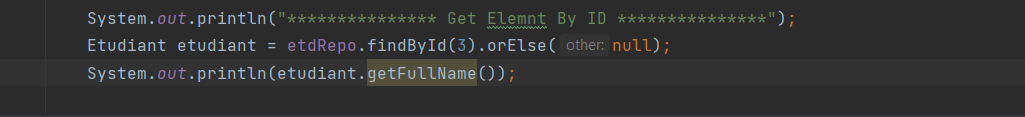 System.out.println("*************** Get Elemnt By ID ***************");
Etudiant etudiant = etdRepo.findById(3).orElse( other: null);
System.out.println(etudiant.getFullName());